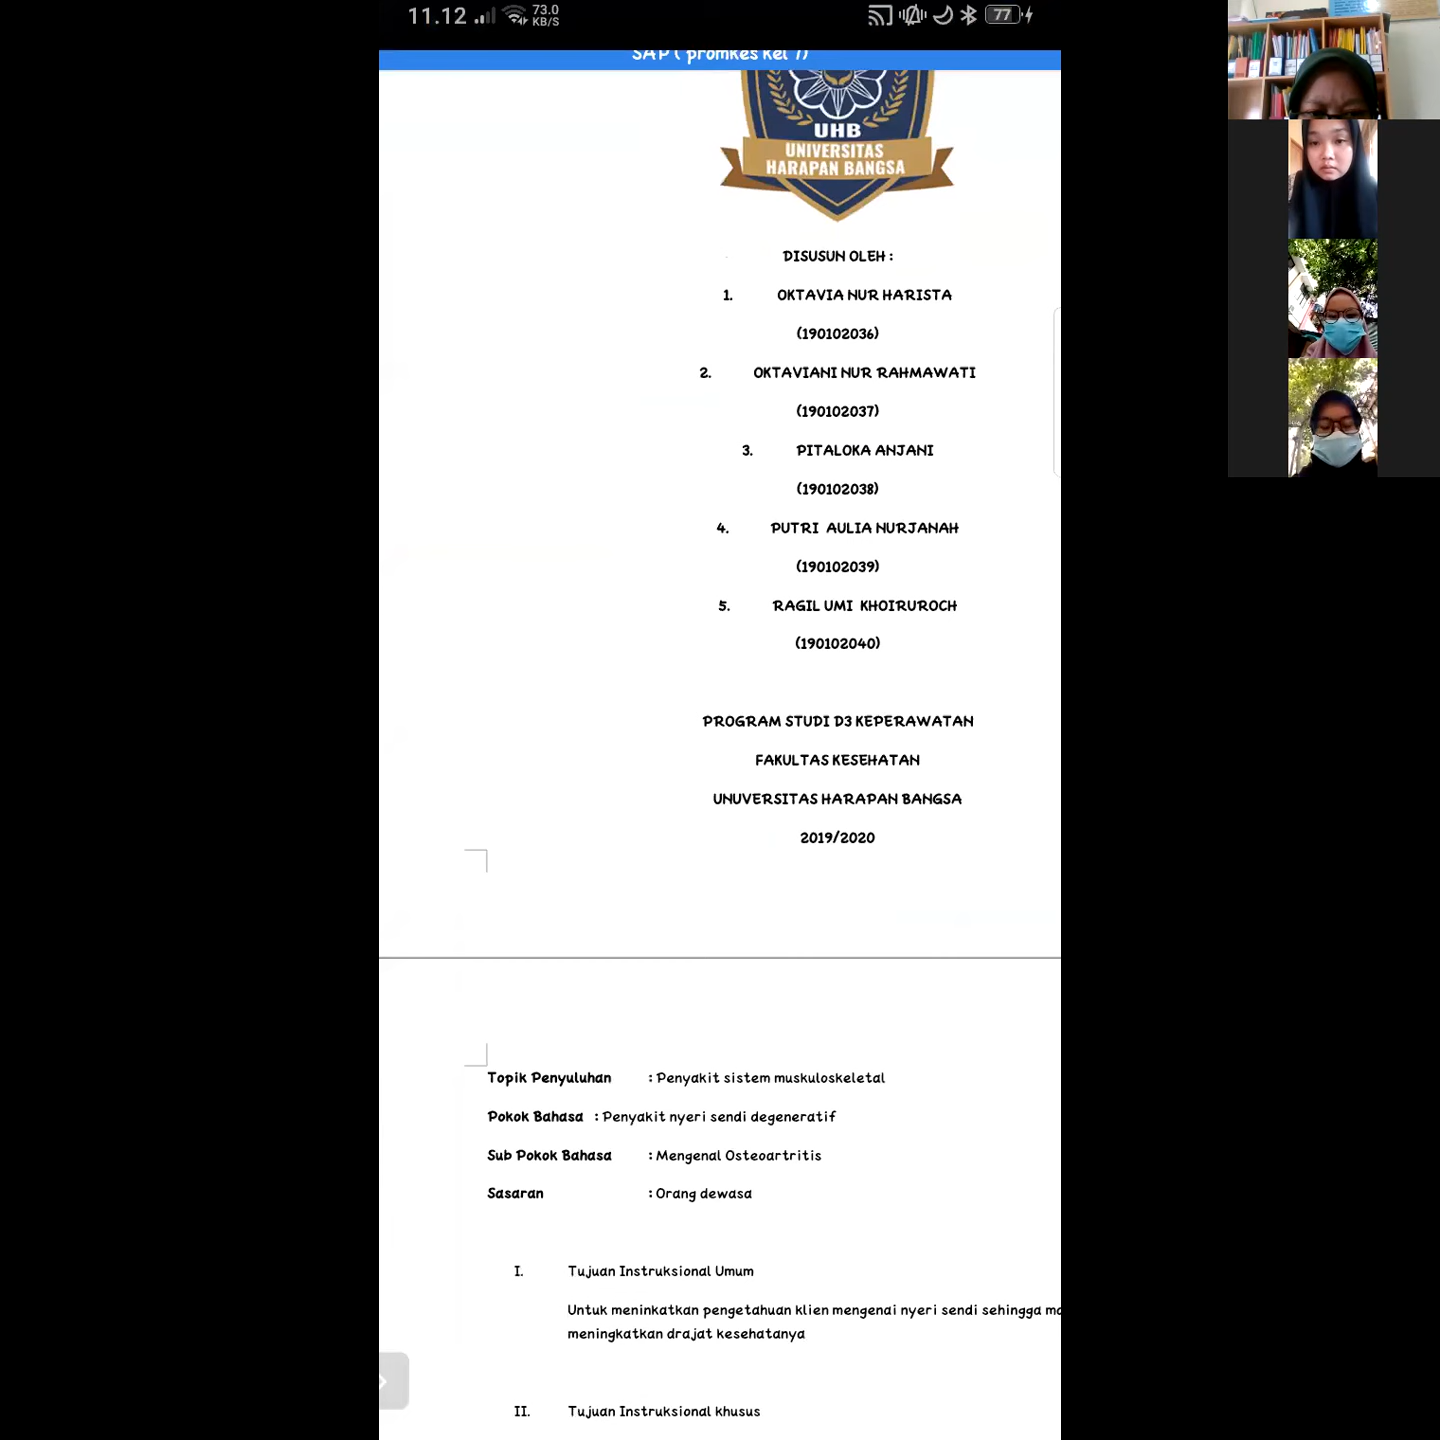 11.12
73.0
KB/S
77
SAP ( promkes kel 7)
UHB
UNIVERSITAS
HARAPAN BANGSA
DISUSUN OLEH :
1. OKTAVIA NUR HARISTA
(190102036)
2. OKTAVIANI NUR RAHMAWATI
(190102037)
3. PITALOKA ANJANI
(190102038)
4. PUTRI AULIA NURJANAH
(190102039)
5. RAGIL UMI KHOIRUROCH
(190102040)
PROGRAM STUDI D3 KEPERAWATAN
FAKULTAS KESEHATAN
UNUVERSITAS HARAPAN BANGSA
2019/2020
Topik Penyuluhan : Penyakit sistem muskuloskeletal
Pokok Bahasa : Penyakit nyeri sendi degeneratif
Sub Pokok Bahasa : Mengenal Osteoartritis
Sasaran : Orang dewasa
I. Tujuan Instruksional Umum
Untuk meninkatkan pengetahuan klien mengenai nyeri sendi sehingga
meningkatkan drajat kesehatanya
II. Tujuan Instruksional khusus